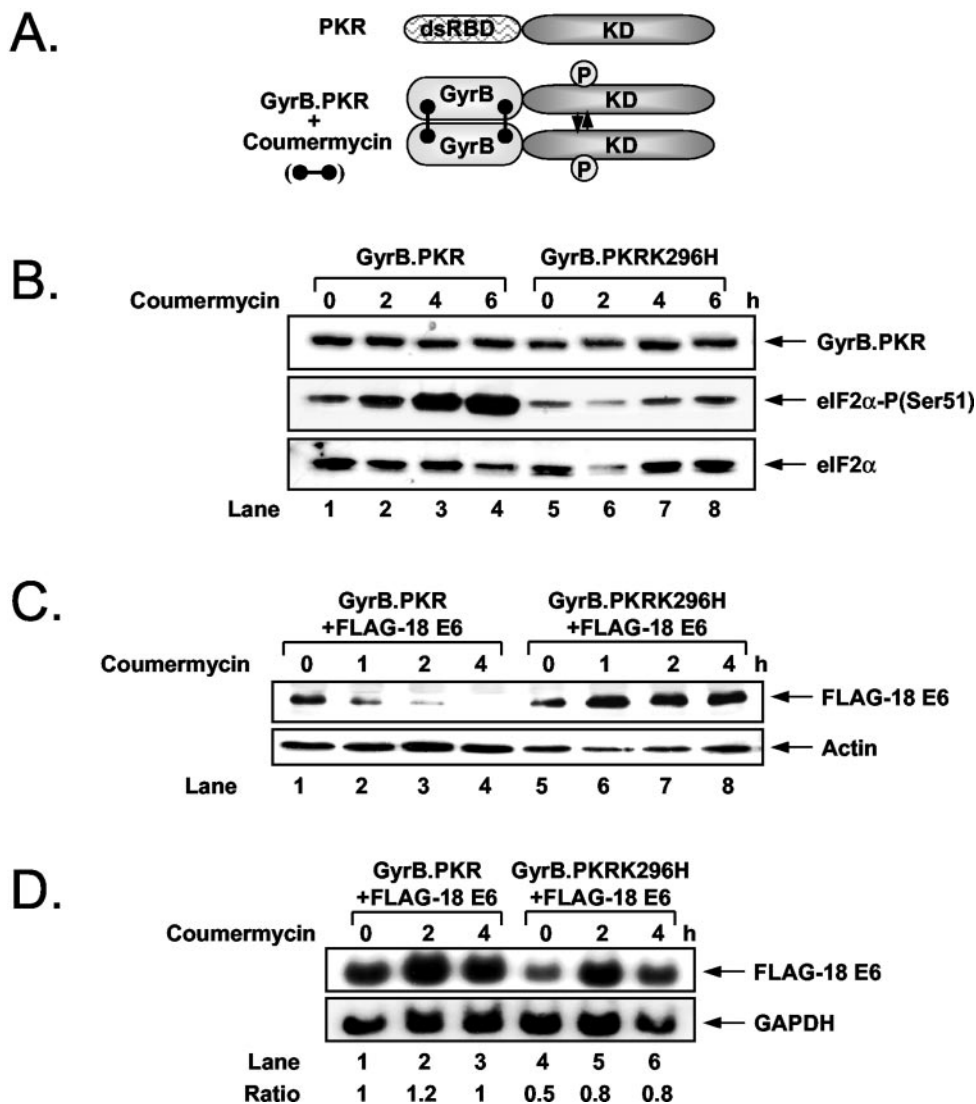 A.
PKR
dsRBD
KD
P
GyrB.PKR
+
Coumermycin
( )
GyrB
KD
GyrB
KD
P
B.
GyrB.PKR GyrB.PKRK296H
Coumermycin 0 2 4 6 0 2 4 6 h
GyrB.PKR
eIF2α-P(Ser51)
eIF2α
Lane 1 2 3 4 5 6 7 8
C.
GyrB.PKR GyrB.PKRK296H
+FLAG-18 E6 +FLAG-18 E6
Coumermycin 0 1 2 4 0 1 2 4 h
FLAG-18 E6
Actin
Lane 1 2 3 4 5 6 7 8
D.
GyrB.PKR GyrB.PKRK296H
+FLAG-18 E6 +FLAG-18 E6
Coumermycin 0 2 4 0 2 4 h
FLAG-18 E6
GAPDH
Lane 1 2 3 4 5 6
Ratio 1 1.2 1 0.5 0.8 0.8